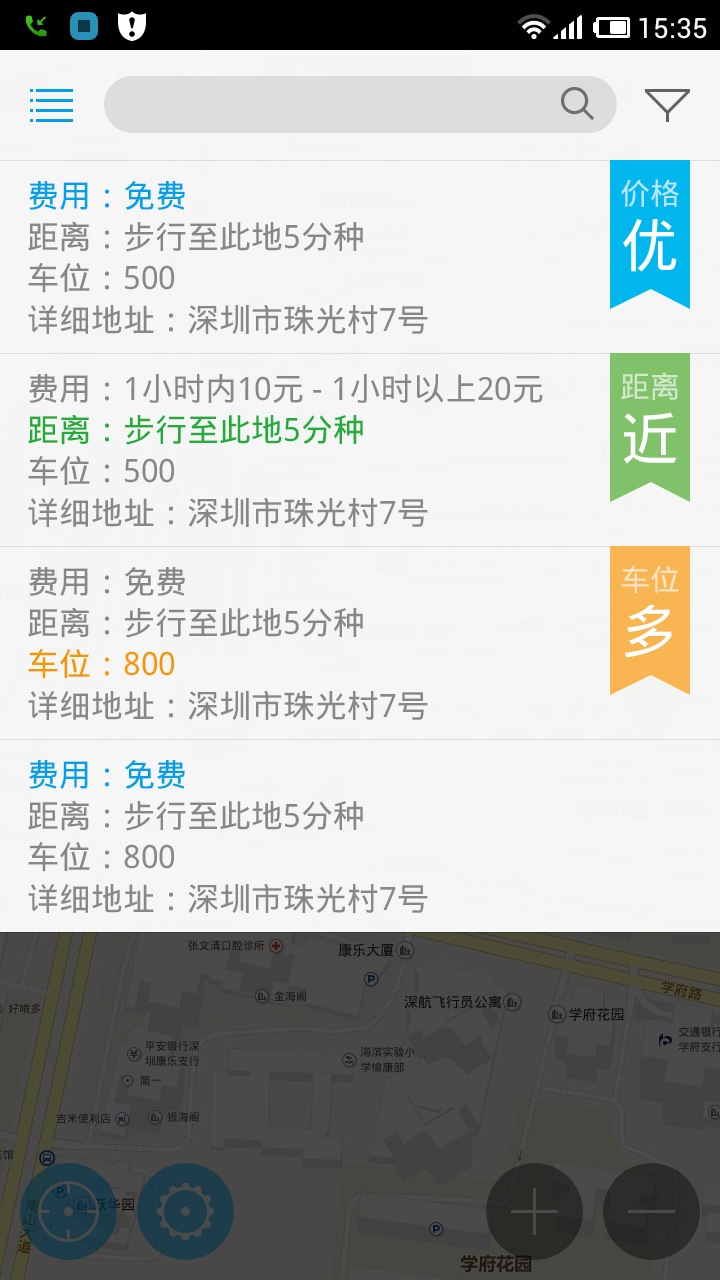 15:35
费用：免费
价格
优
距离：步行至此地5分种
车位：500
详细地址：深圳市珠光村7号
费用：1小时内10元 - 1小时以上20元
距离
近
距离：步行至此地5分种
车位：500
详细地址：深圳市珠光村7号
费用：免费
车位
多
距离：步行至此地5分种
车位：800
详细地址：深圳市珠光村7号
费用：免费
距离：步行至此地5分种
车位：800
详细地址：深圳市珠光村7号
张文清口腔诊所
康乐大厦
P
学府路
金海阁
深航飞行员公寓
好啃多
学府花园
交通银行
学府支行
平安银行深
圳康乐支行
海滨实验小
学愉康部
简一
吉米便利店
银海阁
宾馆
P
跃华园
南山大道
P
学府花园